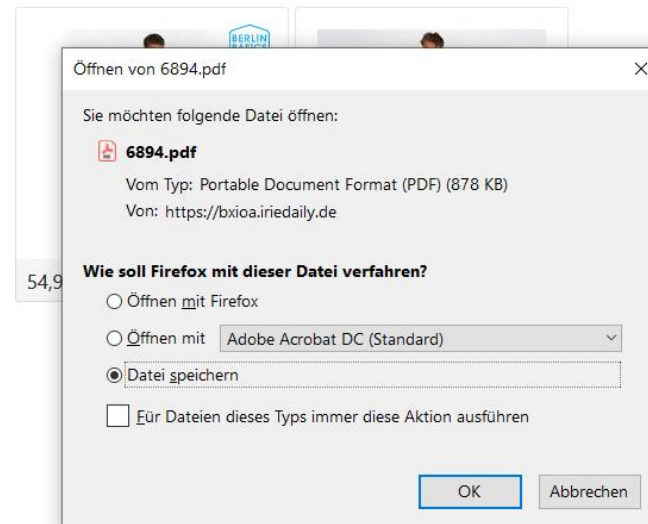 BERLIN
BASICS
Öffnen von 6894.pdf
Sie möchten folgende Datei öffnen:
6894.pdf
Vom Typ: Portable Document Format (PDF) (878 KB)
Von: https://bxioa.iriedaily.de
54,9
Wie soll Firefox mit dieser Datei verfahren?
Öffnen mit Firefox
Öffnen mit Adobe Acrobat DC (Standard)
Datei speichern
Für Dateien dieses Typs immer diese Aktion ausführen
OK Abbrechen